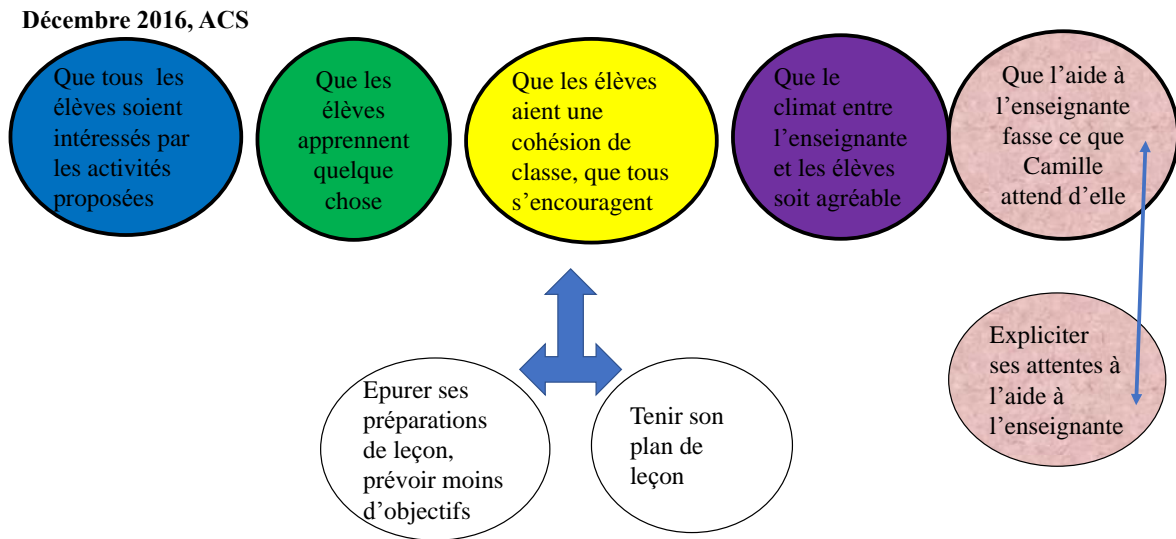 Décembre 2016, ACS
Que tous les
élèves soient
intéressés par
les activités
proposées
Que les
élèves
apprennent
quelque
chose
Que les élèves
aient une
cohésion de
classe, que tous
s’encouragent
Que le
climat entre
l’enseignante
et les élèves
soit agréable
Que l’aide à
l’enseignante
fasse ce que
Camille
attend d’elle
Epurer ses
préparations
de leçon,
prévoir moins
d’objectifs
Tenir son
plan de
leçon
Expliciter
ses attentes à
l’aide à
l’enseignante